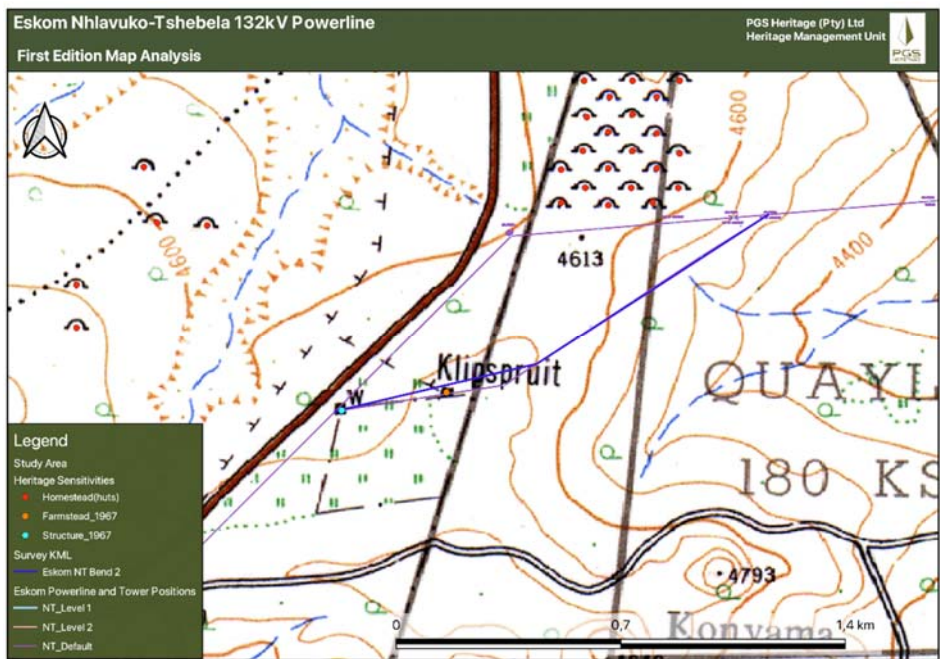 Eskom Nhlavuko-Tshebela 132kV Powerline
First Edition Map Analysis
PGS Heritage (Pty) Ltd
Heritage Management Unit
PGS
HERITAGE
4600
4600
4613
4400
Klipspruit
W
QUAYL
180 KS
4793
Konyama
Legend
Study Area
Heritage Sensitivities
Homestead(huts)
Farmstead_1967
Structure_1967
Survey KML
Eskom NT Bend 2
Eskom Powerline and Tower Positions
NT_Level 1
NT_Level 2
NT_Default
0
0,7
1,4 km